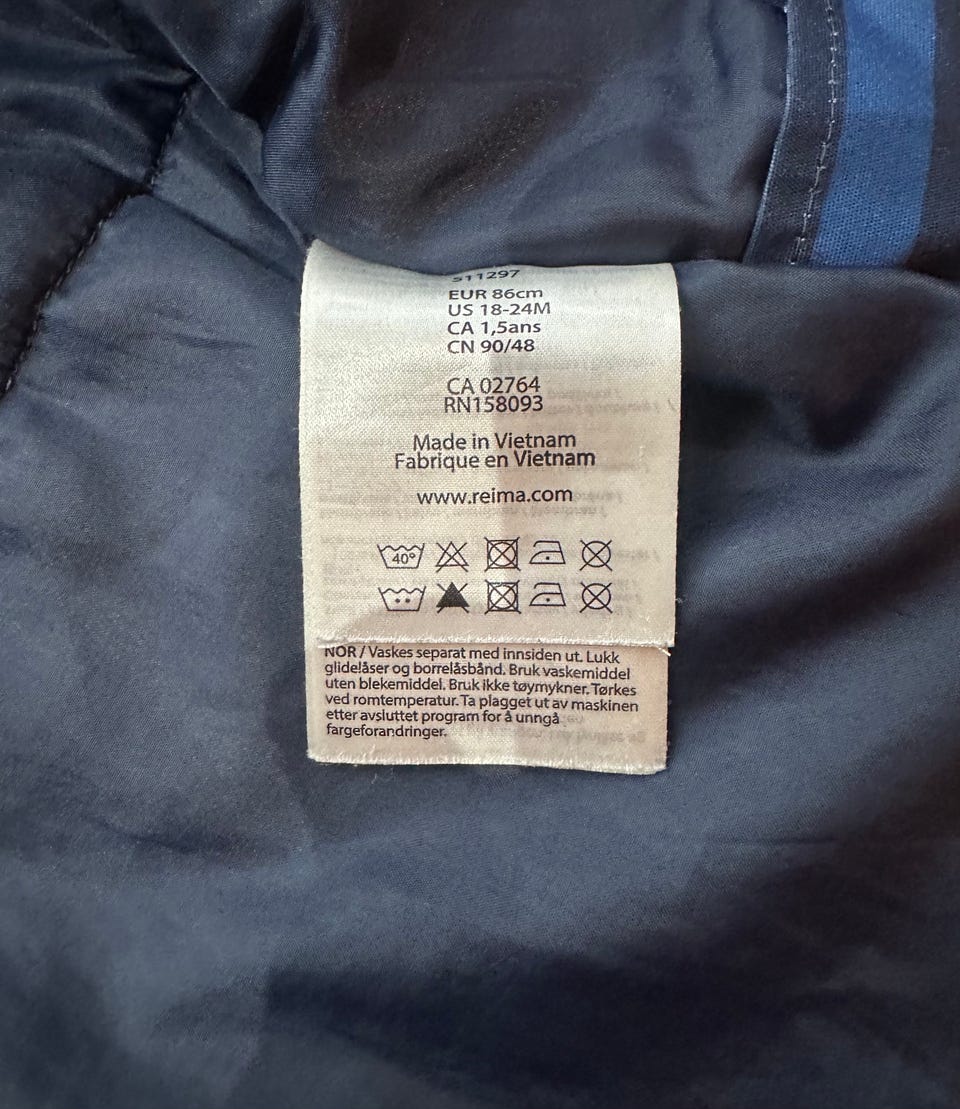 511297
EUR 86cm
US 18-24M
CA 1,5ans
CN 90/48
CA 02764
RN158093
Made in Vietnam
Fabrique en Vietnam
www.reima.com
40°
NOR / Vaskes separat med innsiden ut. Lukk
glidelåser og borrelåsbånd. Bruk vaskemiddel
uten blekemiddel. Bruk ikke tøymykner. Tørkes
ved romtemperatur. Ta plagget ut av maskinen
etter avsluttet program for å unngå
fargeforandringer.